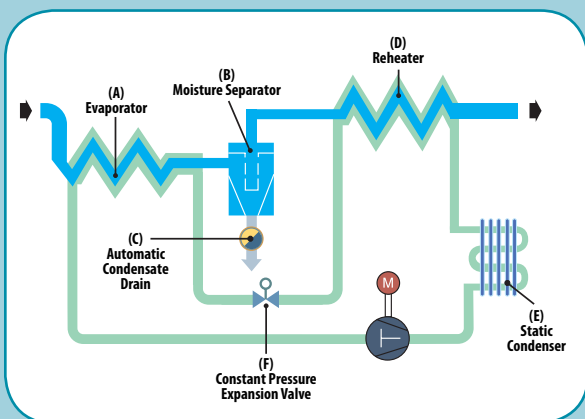 (A)
Evaporator
(B)
Moisture Separator
(D)
Reheater
(C)
Automatic
Condensate
Drain
M
(E)
Static
Condenser
(F)
Constant Pressure
Expansion Valve